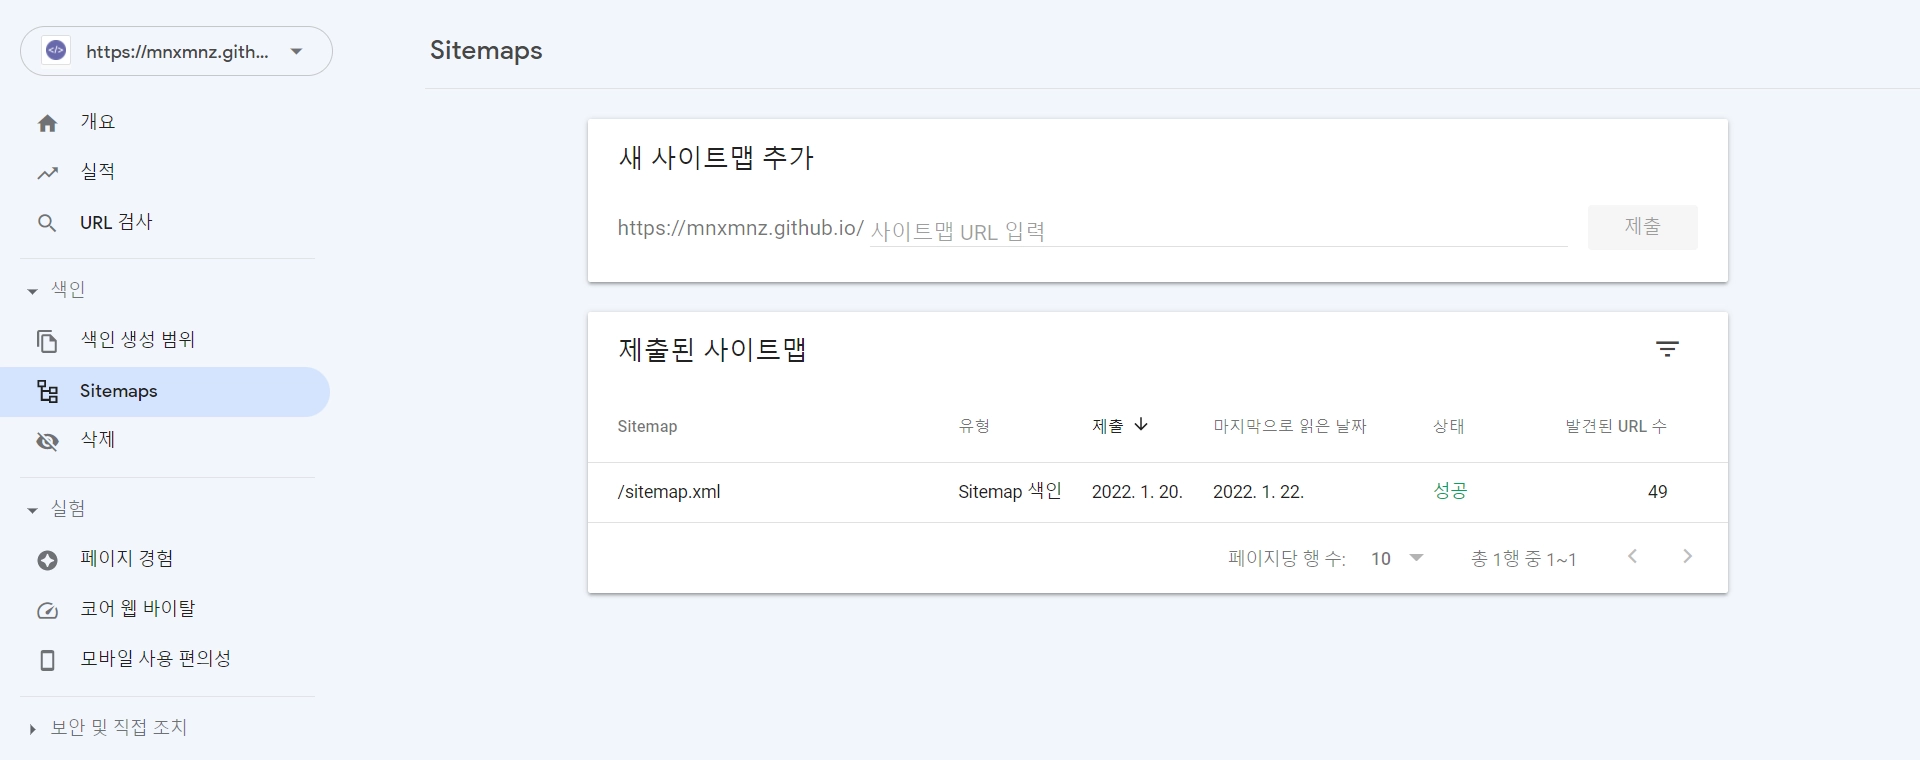 https://mnxmnz.gith...
개요
실적
URL 검사
색인
색인 생성 범위
Sitemaps
삭제
실험
페이지 경험
코어 웹 바이탈
모바일 사용 편의성
보안 및 직접 조치
Sitemaps
새 사이트맵 추가
https://mnxmnz.github.io/ 사이트맵 URL 입력 제출
제출된 사이트맵
Sitemap 유형 제출 마지막으로 읽은 날짜 상태 발견된 URL 수
/sitemap.xml Sitemap 색인 2022. 1. 20. 2022. 1. 22. 성공 49
페이지당 행 수: 10 총 1행 중 1~1